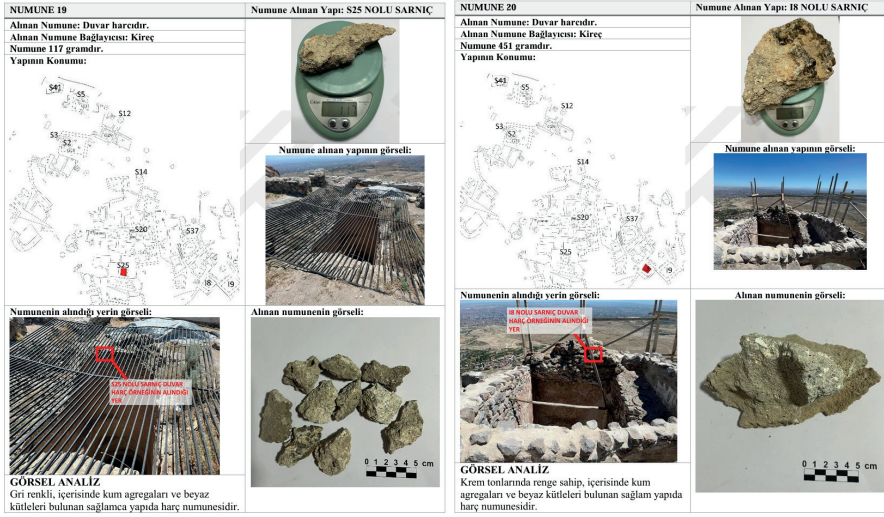 NUMUNE 19
Numune Alınan Yapı: S25 NOLU SARNIÇ
Alınan Numune: Duvar harcıdır.
Alınan Numune Bağlayıcısı: Kireç
Numune 117 gramdır.
Yapının Konumu:
S41
S5
S12
S3
S2
S14
S20
S37
S25
I8
I9
Numune alınan yapının görseli:
Numunenin alındığı yerin görseli:
S25 NOLU SARNIÇ DUVAR
HARÇ ÖRNEĞİNİN ALINDIĞI
YER
Alınan numunenin görseli:
0 1 2 3 4 5 cm
GÖRSEL ANALİZ
Gri renkli, içerisinde kum agregaları ve beyaz
kütleleri bulunan sağlamca yapıda harç numunesidir.
NUMUNE 20
Numune Alınan Yapı: I8 NOLU SARNIÇ
Alınan Numune: Duvar harcıdır.
Alınan Numune Bağlayıcısı: Kireç
Numune 451 gramdır.
Yapının Konumu:
S41
S5
S12
S3
S2
S14
S20
S37
S25
I9
Numune alınan yapının görseli:
Numunenin alındığı yerin görseli:
I8 NOLU SARNIÇ DUVAR
HARÇ ÖRNEĞİNİN ALINDIĞI
YER
Alınan numunenin görseli:
0 1 2 3 4 5 cm
GÖRSEL ANALİZ
Krem tonlarında renge sahip, içerisinde kum
agregaları ve beyaz kütleleri bulunan sağlam yapıda
harç numunesidir.